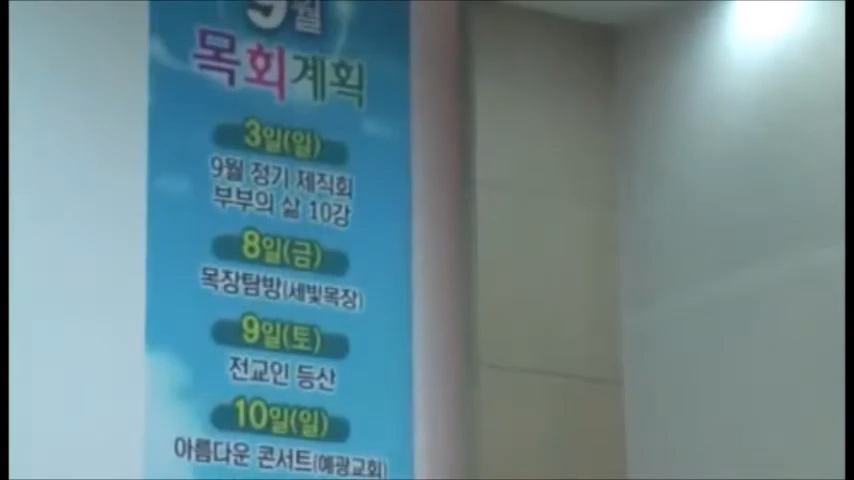 9월
목회계획
3일(일)
9월 정기 제직회
부부의 삶 10강
8일(금)
목장탐방(세빛목장)
9일(토)
전교인 등산
10일(일)
아름다운 콘서트(예광교회)